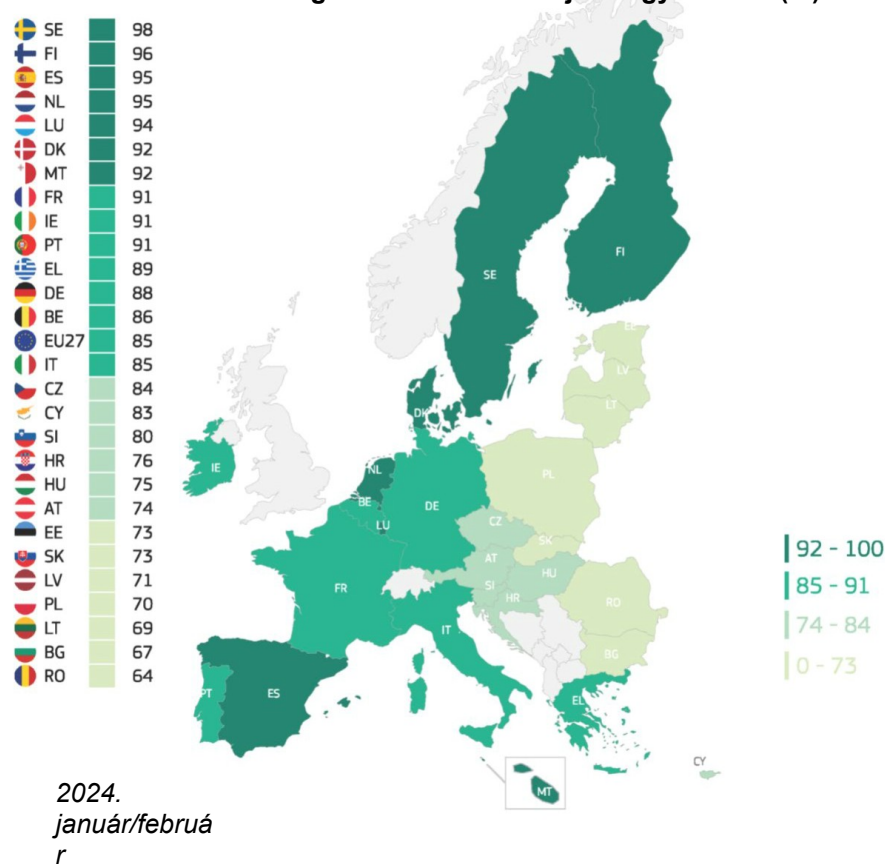 SE 98
FI 96
ES 95
NL 95
LU 94
DK 92
MT 92
FR 91
IE 91
PT 91
EL 89
DE 88
BE 86
EU27 85
IT 85
CZ 84
CY 83
SI 80
HR 76
HU 75
AT 74
EE 73
SK 73
LV 71
PL 70
LT 69
BG 67
RO 64
FI
SE
EE
LV
LT
DK
IE
NL
PL
BE
DE
LU
CZ
SK
AT
HU
FR
SI
HR
RO
IT
BG
PT
ES
EL
CY
MT
92 - 100
85 - 91
74 - 84
0 - 73
2024.
január/februá
r